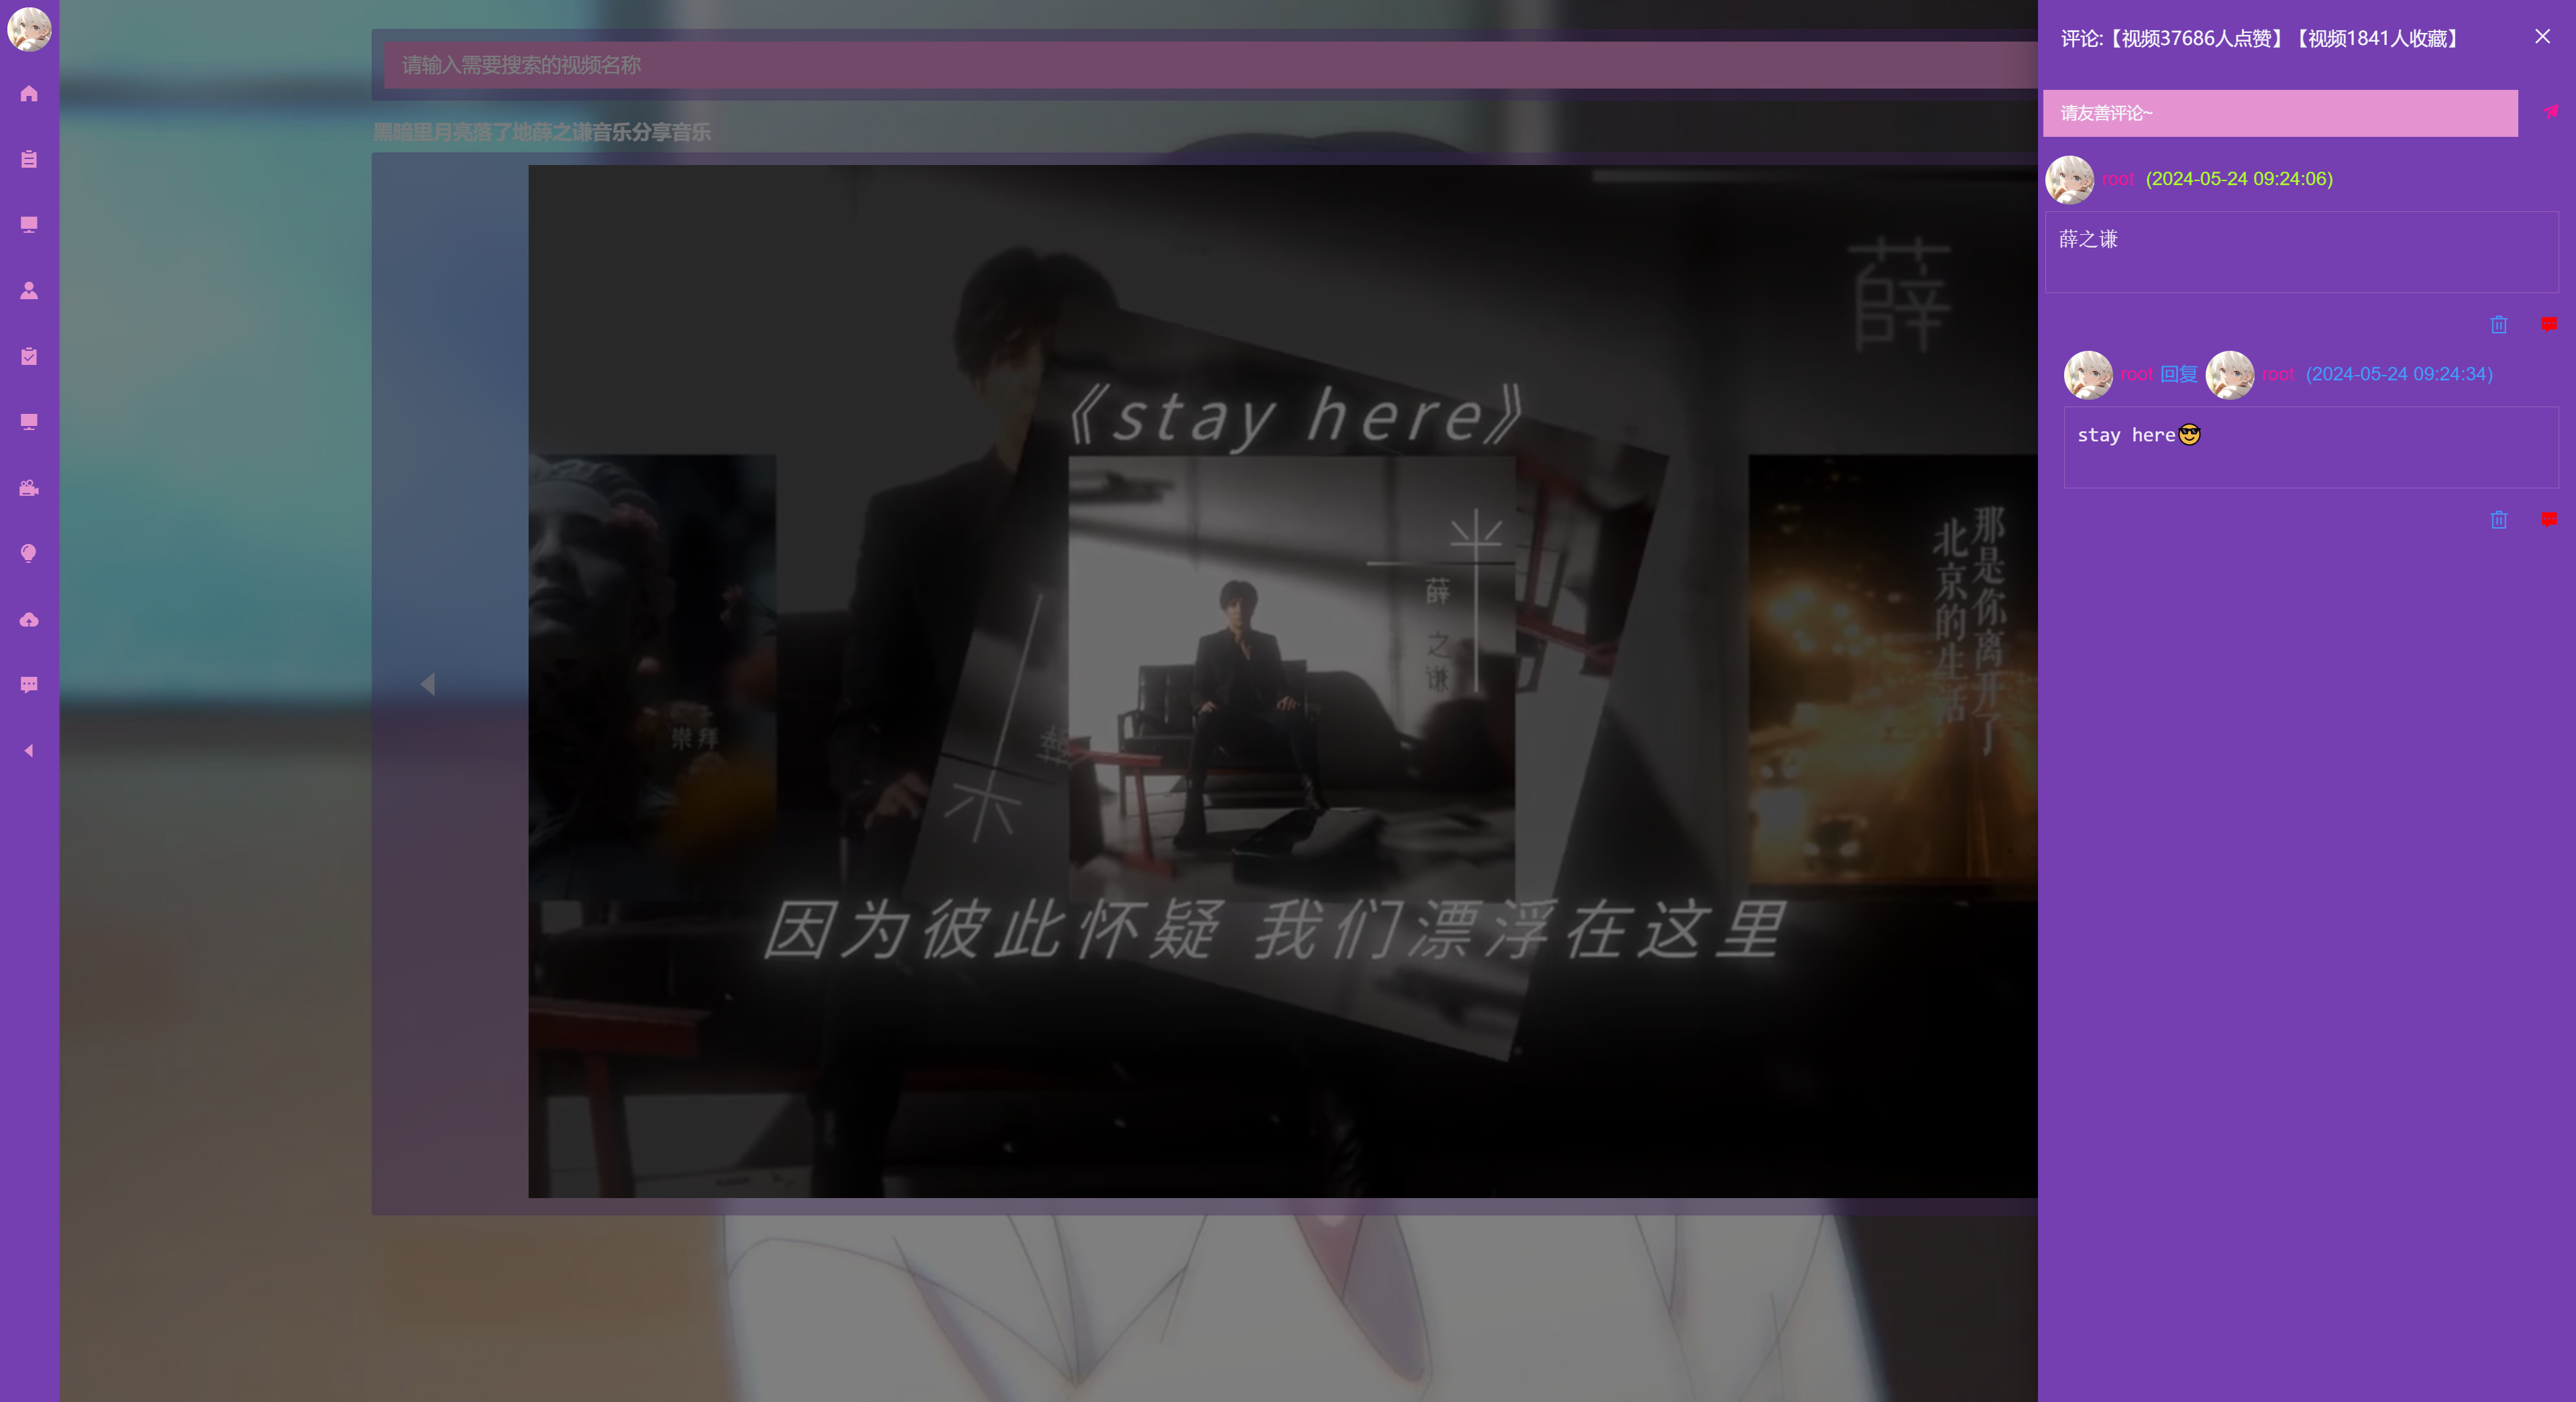 请输入需要搜索的视频名称
黑暗里月亮落了地薛之谦音乐分享音乐
薛
《stay here》
薛之谦
崇拜
那是你离开了
北京的生活
因为彼此怀疑 我们漂浮在这里
评论:【视频37686人点赞】【视频1841人收藏】
请友善评论~
root (2024-05-24 09:24:06)
薛之谦
root 回复 root (2024-05-24 09:24:34)
stay here😎